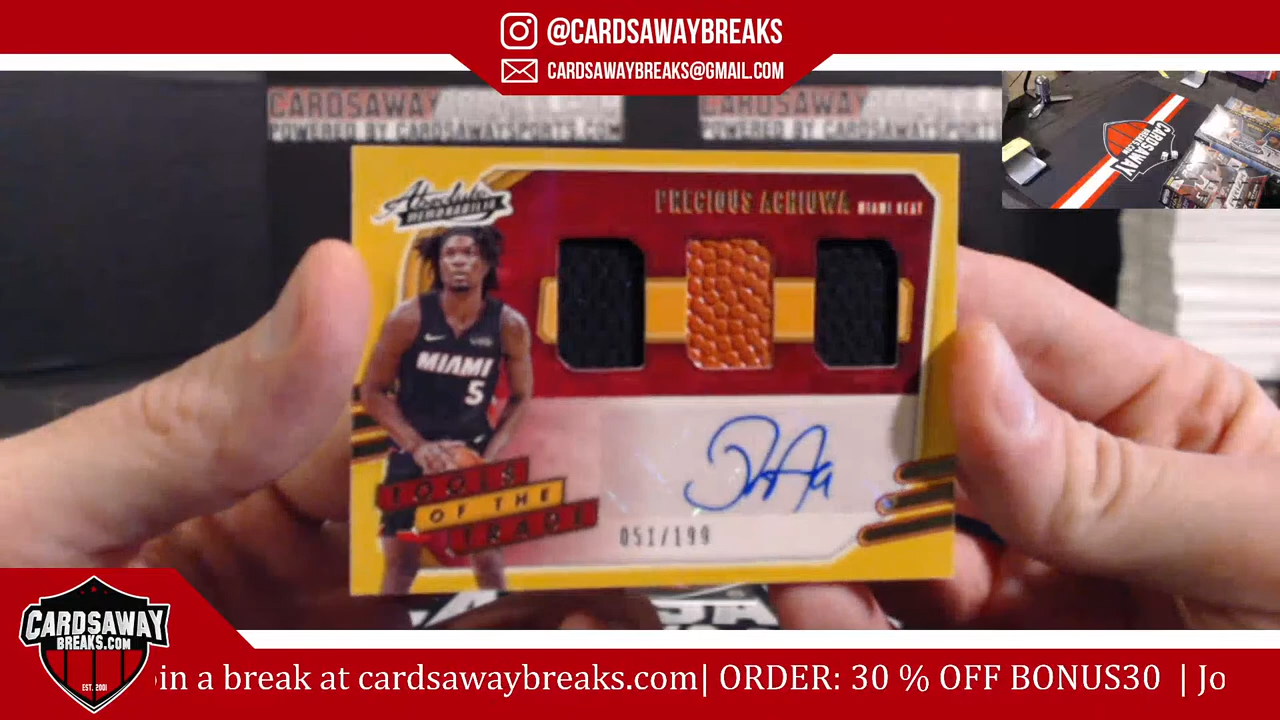 @CARDSAWAYBREAKS
CARDSAWAYBREAKS@GMAIL.COM
CARDSAWAY
POWERED BY CARDSAWAYSPORTS.COM
CARDSAWAY
POWERED BY CARDSAWAYSPORTS
CARDSAWAY
BREAKS.COM
Absolute
MEMORABILIA
PRECIOUS ACHIUWA MIAMI HEAT
MIAMI
5
TOOLS
OF THE
TRADE
051/199
CARDSAWAY
BREAKS.COM
EST. 2001
in a break at cardsawaybreaks.com| ORDER: 30 % OFF BONUS30 | Jo